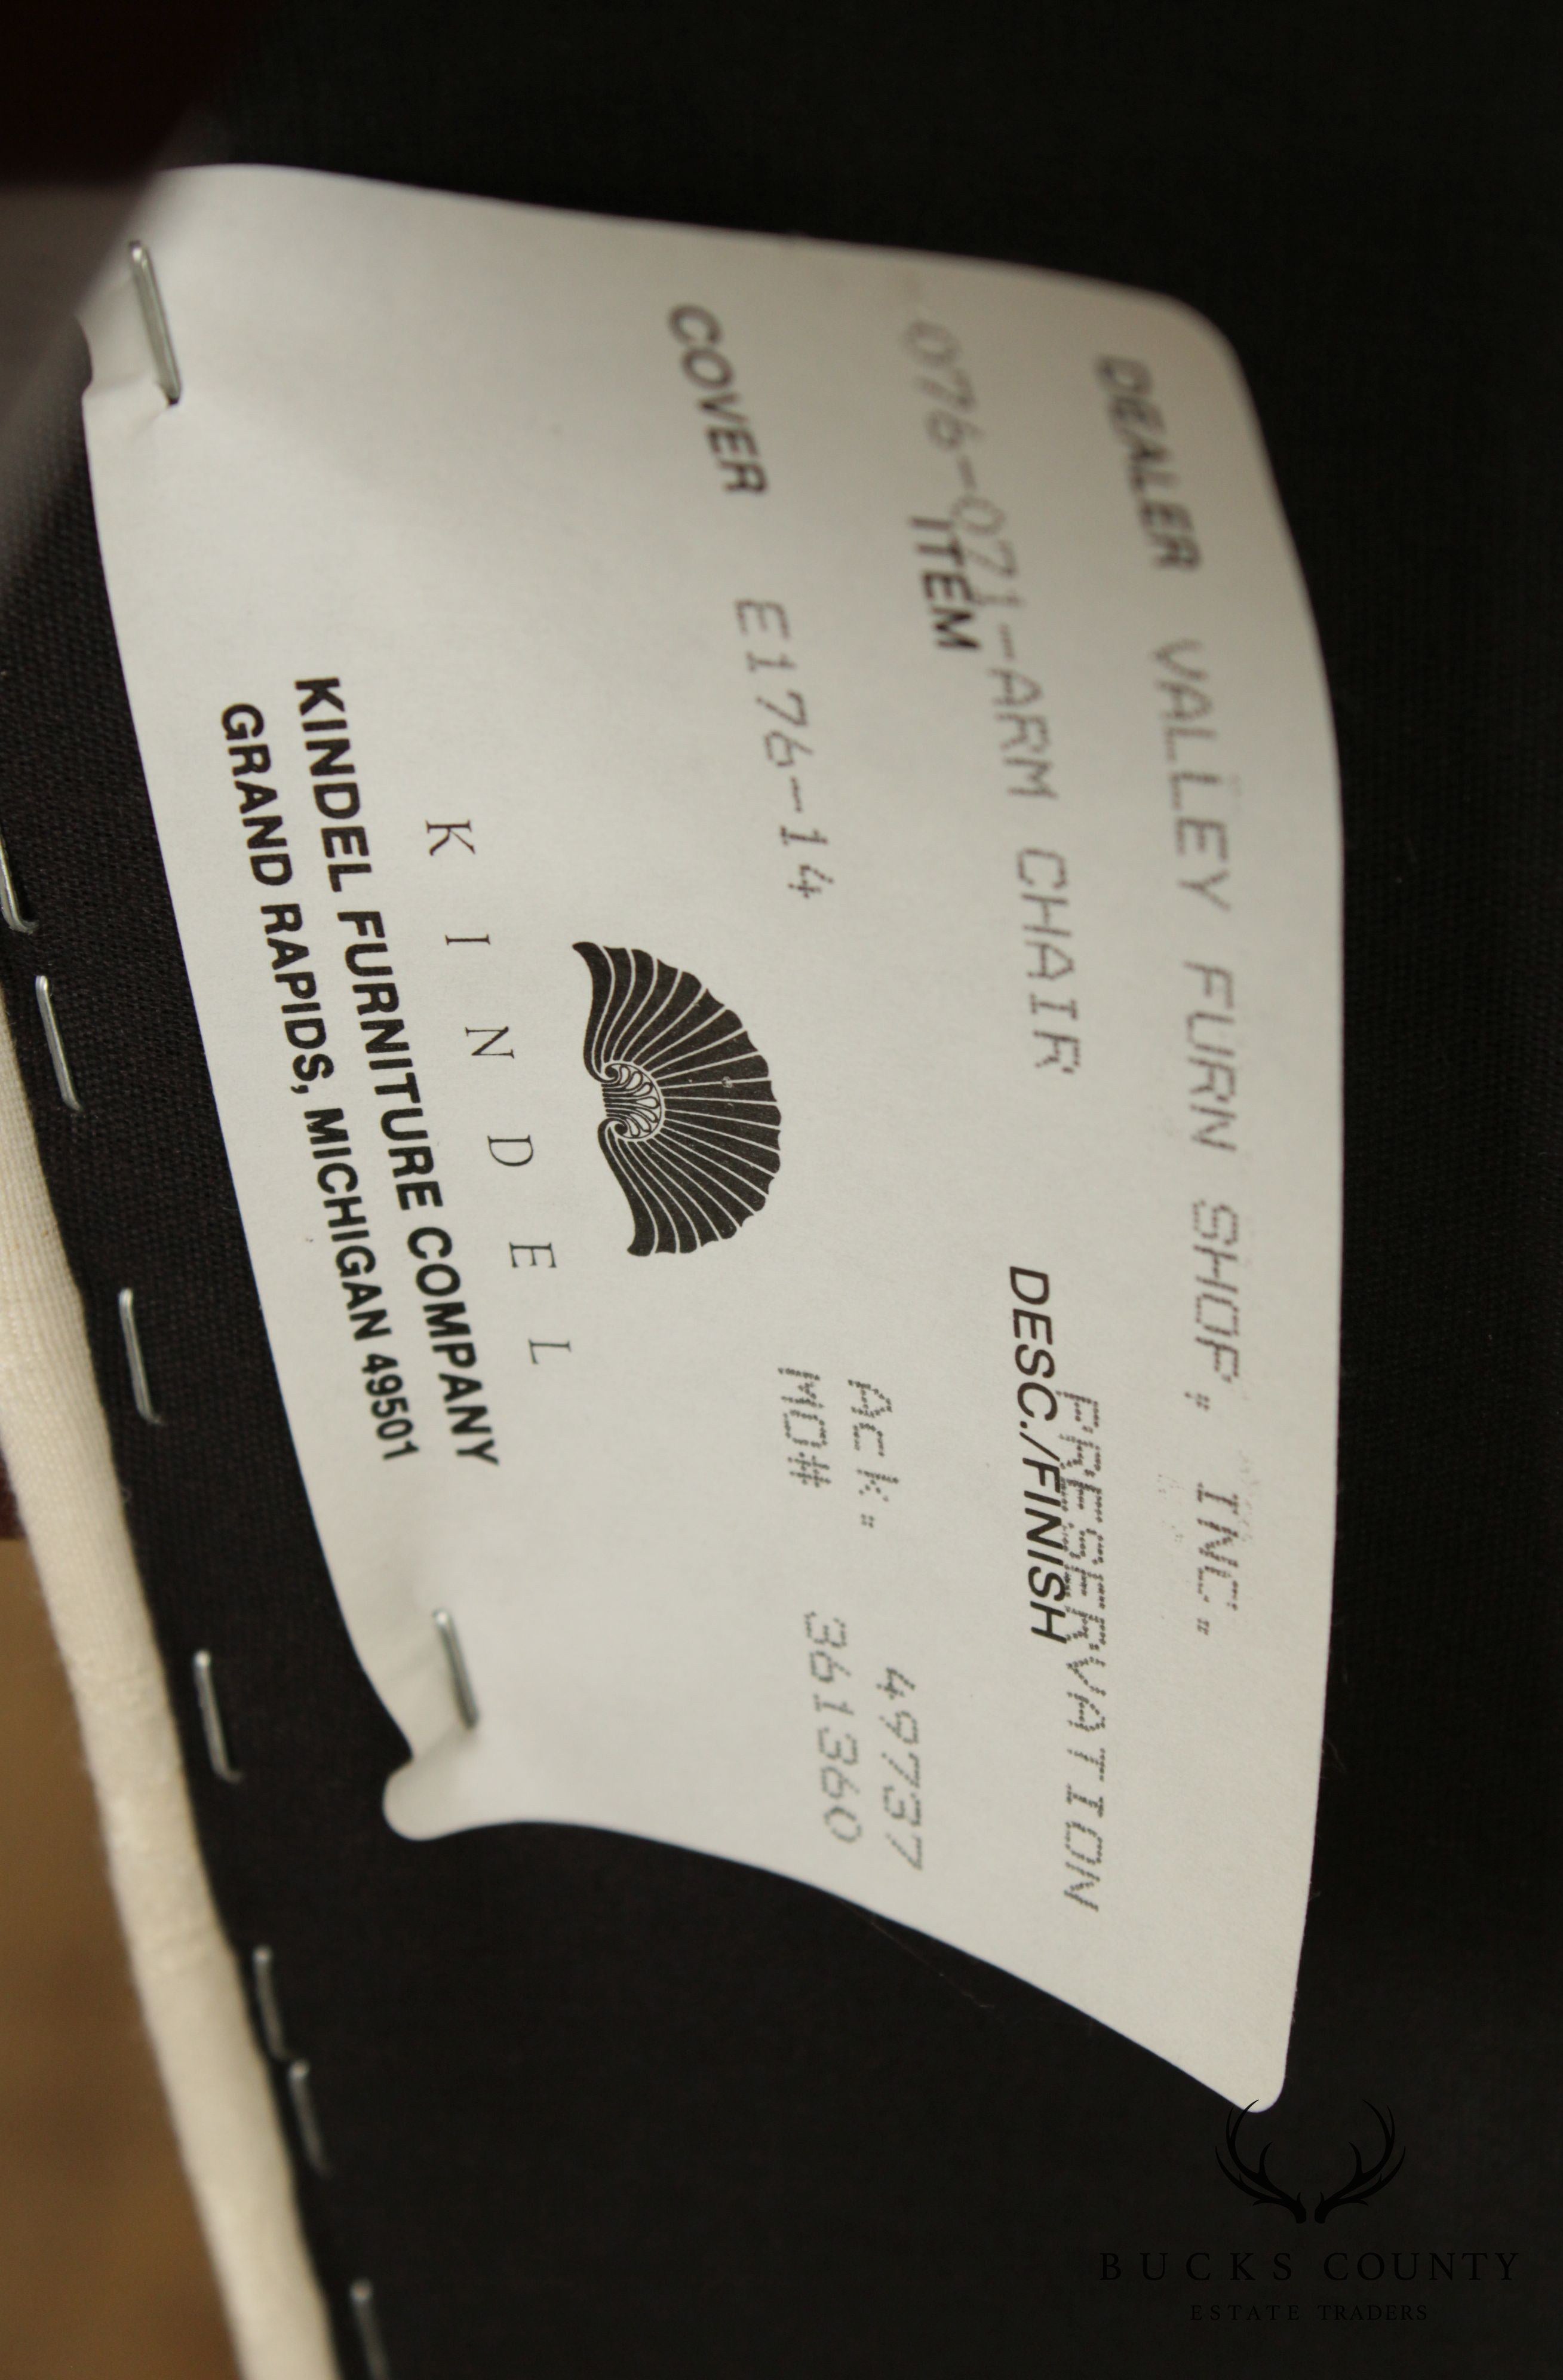 DEALER VALLEY FURN SHOP, INC.
076-071-ARM CHAIR PRESERVATION
ITEM DESC./FINISH
COVER E176-14
ACK. 49737
MO# 361360
KINDEL
KINDEL FURNITURE COMPANY
GRAND RAPIDS, MICHIGAN 49501
BUCKS COUNTY
ESTATE TRADERS